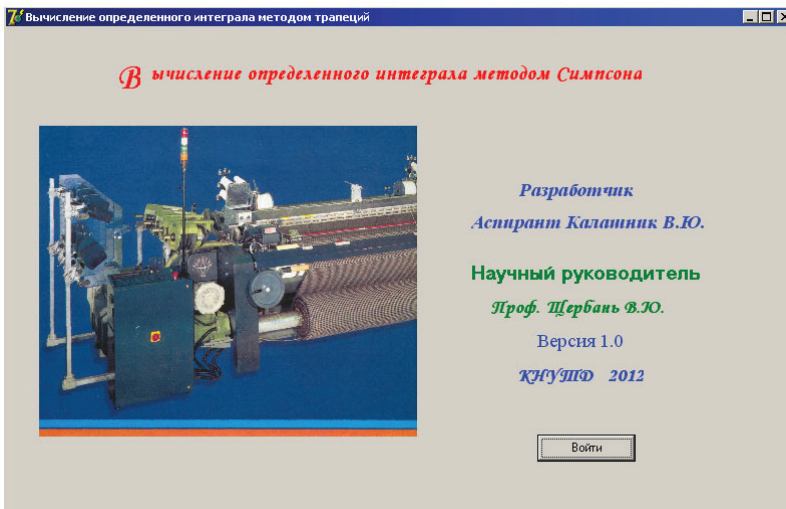 Вычисление определенного интеграла методом трапеций
Вычисление определенного интеграла методом Симпсона
Разработчик
Аспирант Калашник В.Ю.
Научный руководитель
Проф. Щербань В.Ю.
Версия 1.0
КНУТД 2012
Войти